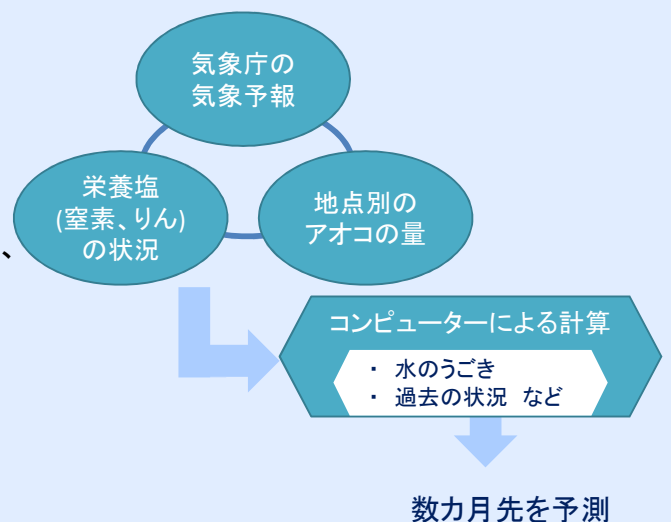 気象庁の
気象予報
栄養塩
(窒素、りん)
の状況
地点別の
アオコの量
、
コンピューターによる計算
・ 水のうごき
・ 過去の状況 など
数カ月先を予測